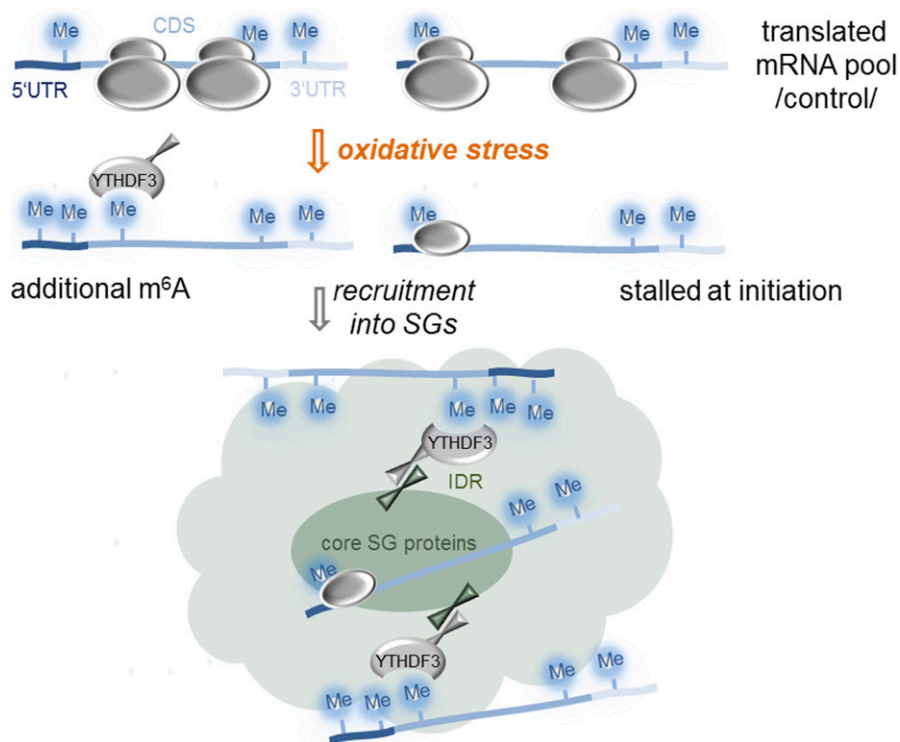 Me CDS Me Me Me Me Me translated
mRNA pool
5'UTR 3'UTR /control/
oxidative stress
YTHDF3
Me Me Me Me Me Me Me Me
additional m⁶A recruitment stalled at initiation
into SGs
Me Me Me Me Me
YTHDF3
IDR
Me Me
core SG proteins
Me
YTHDF3
Me Me Me Me Me